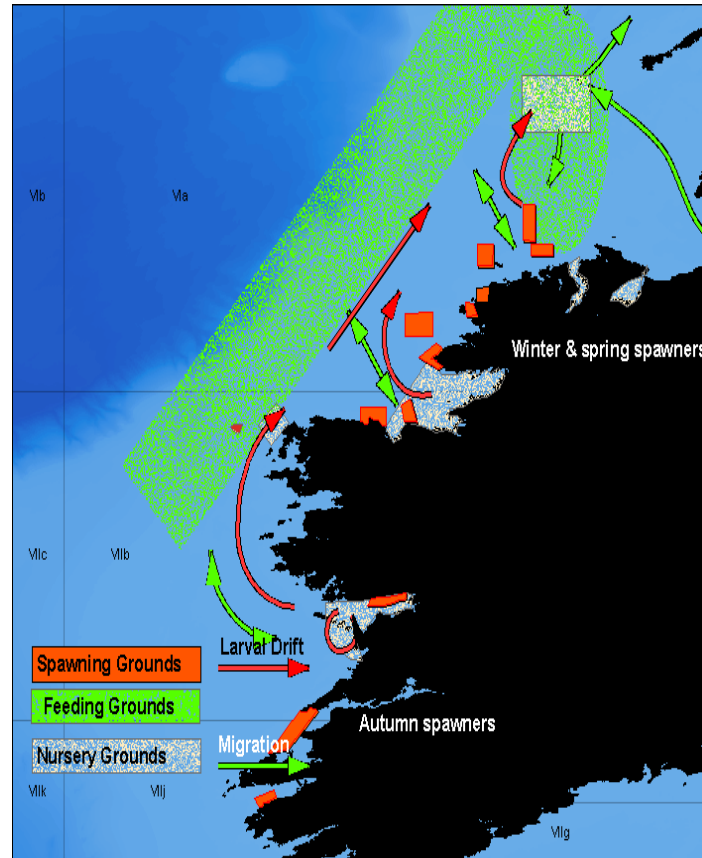 VIb
VIa
Winter & spring spawners
VIIc
VIIb
Larval Drift
Spawning Grounds
Feeding Grounds
Autumn spawners
Migration
Nursery Grounds
VIIk
VIIj
VIIg